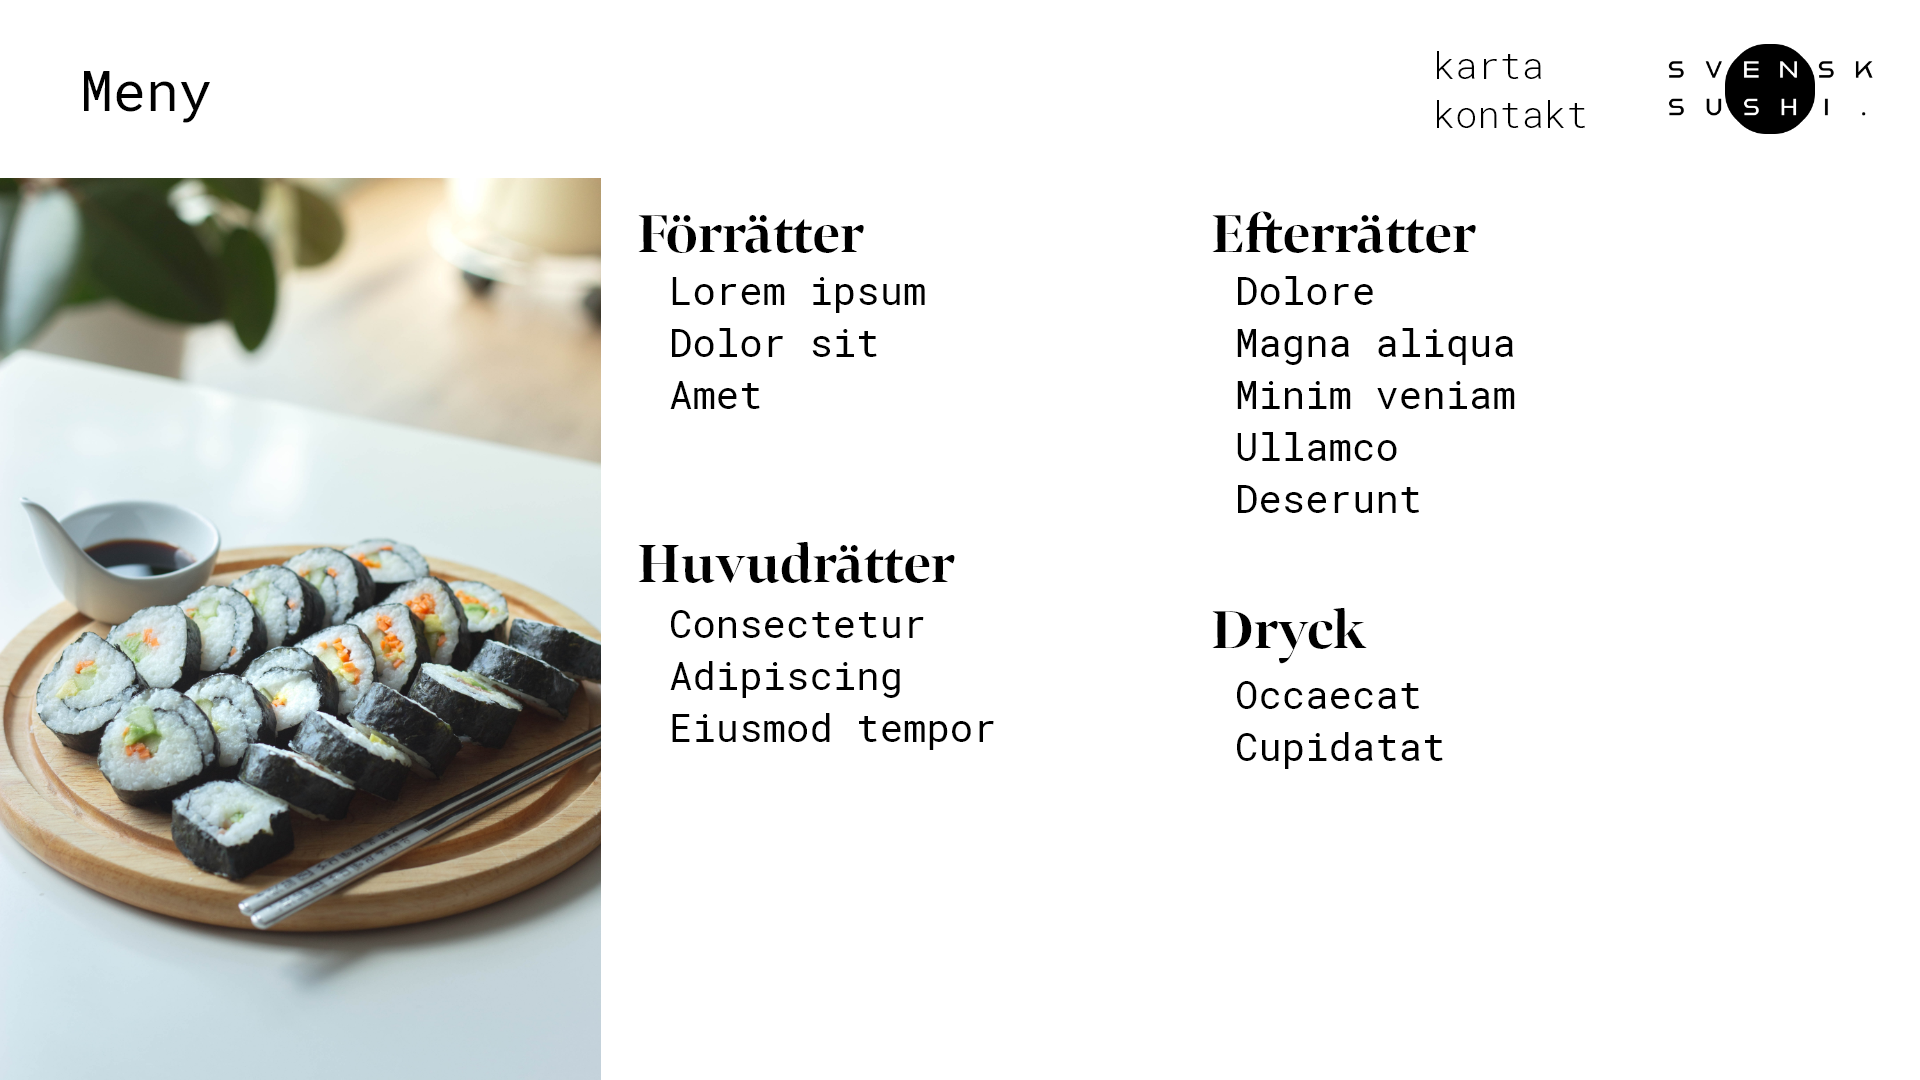 Meny
karta
kontakt
SVENSK
SUSHI.
Förrätter
Lorem ipsum
Dolor sit
Amet
Huvudrätter
Consectetur
Adipiscing
Eiusmod tempor
Efterrätter
Dolore
Magna aliqua
Minim veniam
Ullamco
Deserunt
Dryck
Occaecat
Cupidatat